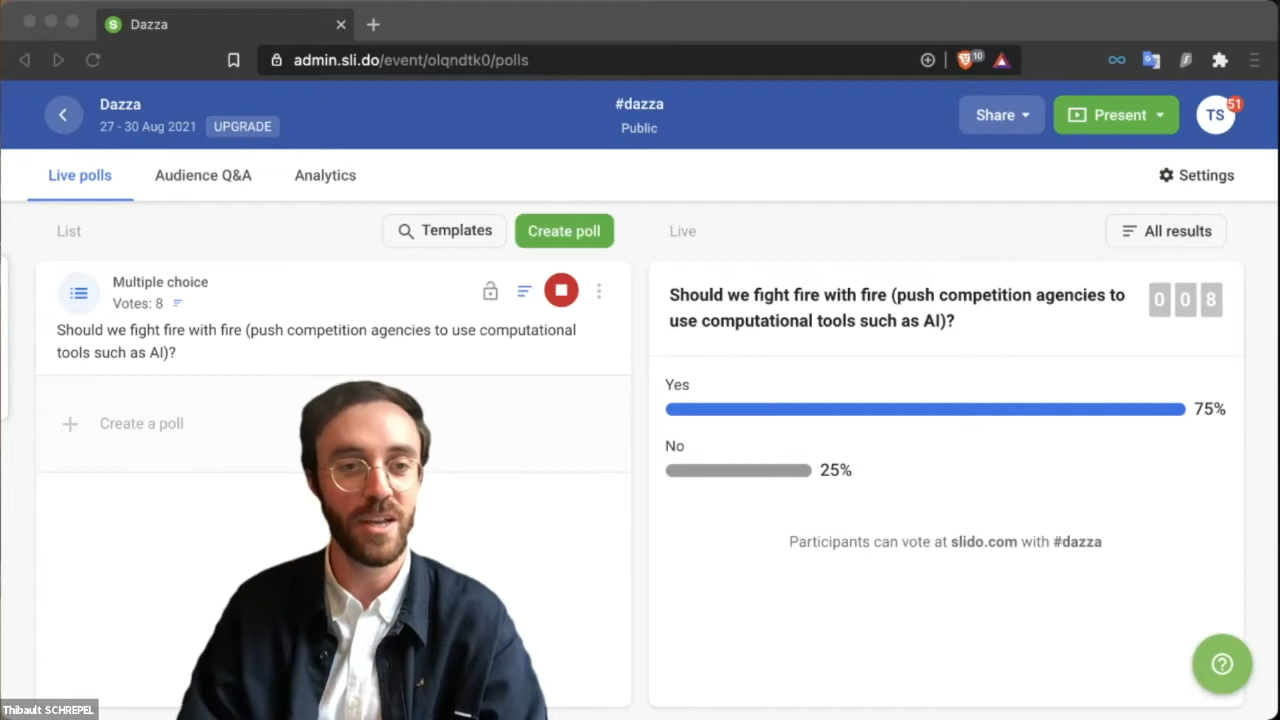 Dazza
admin.sli.do/event/olqndtk0/polls
10
Dazza
27 - 30 Aug 2021 UPGRADE
#dazza
Public
Share
Present
TS
51
Live polls Audience Q&A Analytics
Settings
List
Templates
Create poll
Live
All results
Multiple choice
Votes: 8
Should we fight fire with fire (push competition agencies to use computational
tools such as AI)?
Create a poll
Should we fight fire with fire (push competition agencies to
use computational tools such as AI)?
0 0 8
Yes
75%
No
25%
Participants can vote at slido.com with #dazza
Thibault SCHREPEL